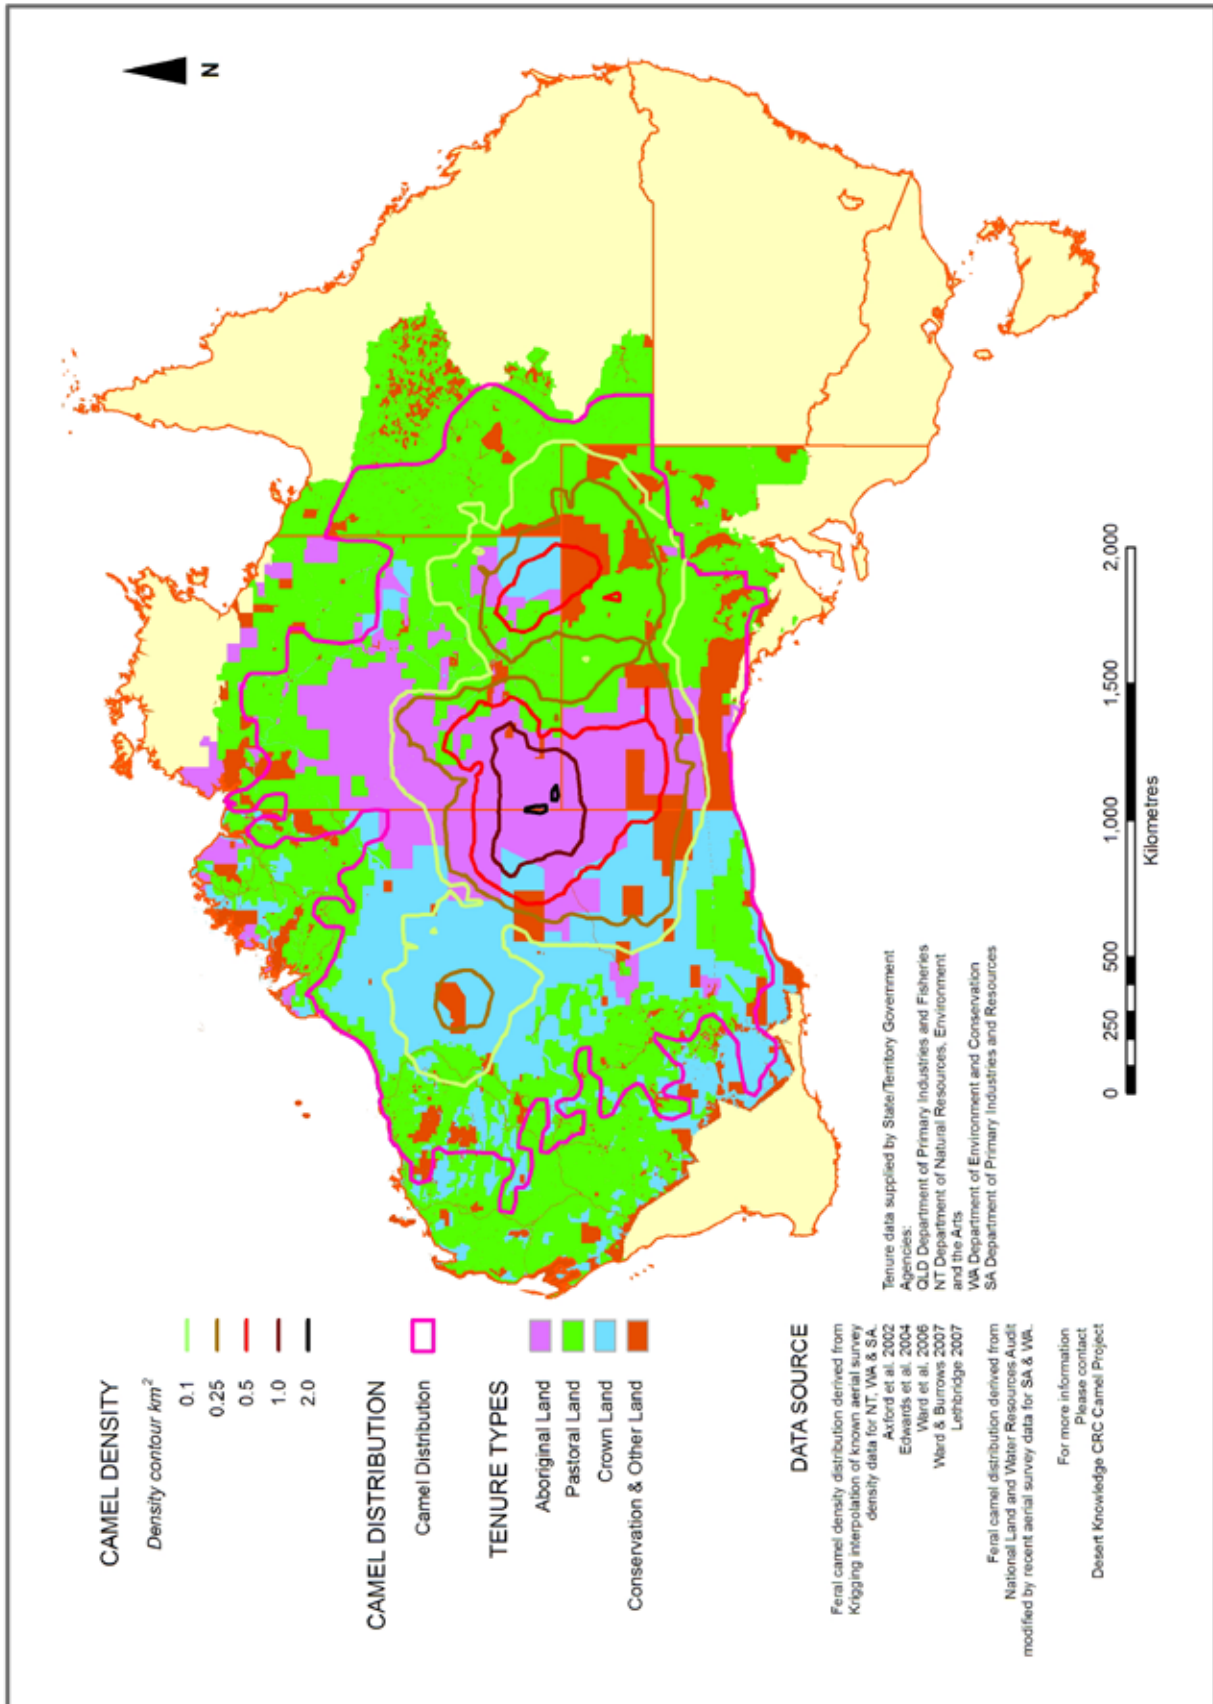 N
CAMEL DENSITY
Density contour km²
0.1
0.25
0.5
1.0
2.0
CAMEL DISTRIBUTION
Camel Distribution
TENURE TYPES
Aboriginal Land
Pastoral Land
Crown Land
Conservation & Other Land
DATA SOURCE
Feral camel density distribution derived from
Krigging interpolation of known aerial survey
density data for NT, WA & SA.
Axford et al. 2002
Edwards et al. 2004
Ward et al. 2006
Ward & Burrows 2007
Lethbridge 2007
Feral camel distribution derived from
National Land and Water Resources Audit
modified by recent aerial survey data for SA & WA.
For more information
Please contact
Desert Knowledge CRC Camel Project
Tenure data supplied by State/Territory Government
Agencies:
QLD Department of Primary Industries and Fisheries
NT Department of Natural Resources, Environment
and the Arts
WA Department of Environment and Conservation
SA Department of Primary Industries and Resources
0 250 500 1,000 1,500 2,000
Kilometres